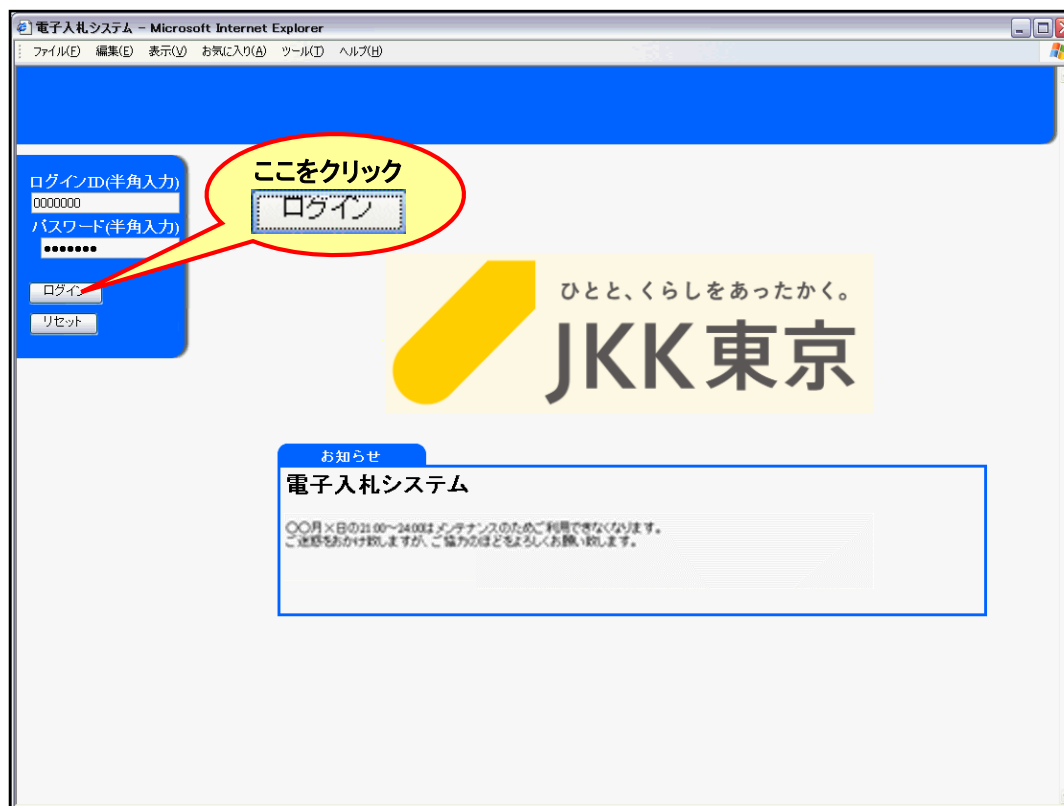 電子入札システム - Microsoft Internet Explorer
ファイル(F) 編集(E) 表示(V) お気に入り(A) ツール(T) ヘルプ(H)
ログインID(半角入力)
0000000
パスワード(半角入力)
●●●●●●●
ログイン
リセット
ここをクリック
ログイン
ひとと、くらしをあったかく。
JKK東京
お知らせ
電子入札システム
〇〇月×日の21:00～24:00はメンテナンスのためご利用できなくなります。
ご迷惑をおかけ致しますが、ご協力のほどをよろしくお願い致します。